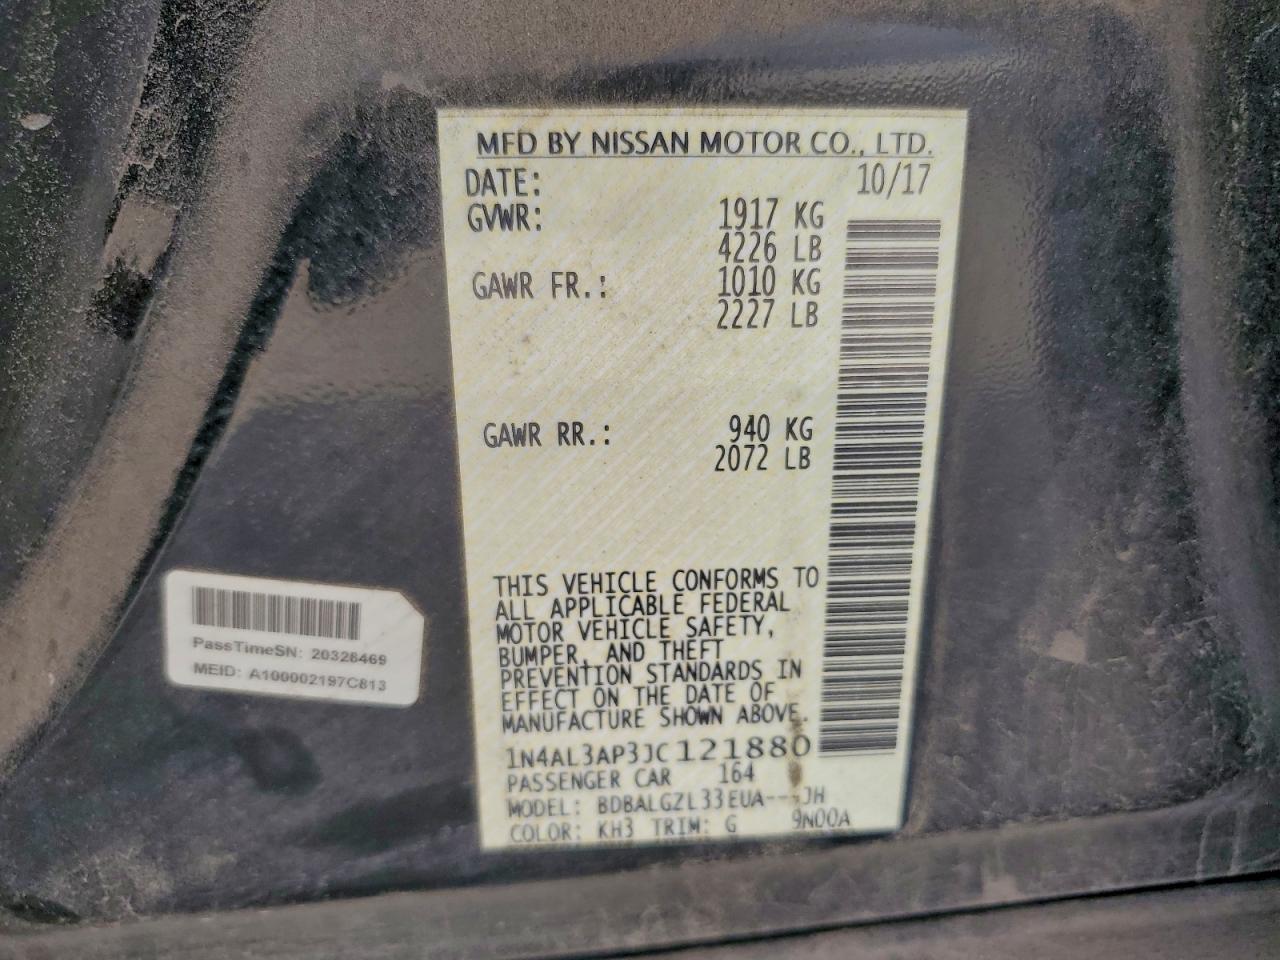 MFD BY NISSAN MOTOR CO., LTD.
DATE: 10/17
GVWR: 1917 KG
4226 LB
GAWR FR.: 1010 KG
2227 LB
GAWR RR.: 940 KG
2072 LB
THIS VEHICLE CONFORMS TO
ALL APPLICABLE FEDERAL
MOTOR VEHICLE SAFETY,
BUMPER, AND THEFT
PREVENTION STANDARDS IN
EFFECT ON THE DATE OF
MANUFACTURE SHOWN ABOVE.
1N4AL3AP3JC121880
PASSENGER CAR 164
MODEL: BDBALGZL33EUA---JH
COLOR: KH3 TRIM: G 9N00A
PassTimeSN: 20328469
MEID: A100002197C813